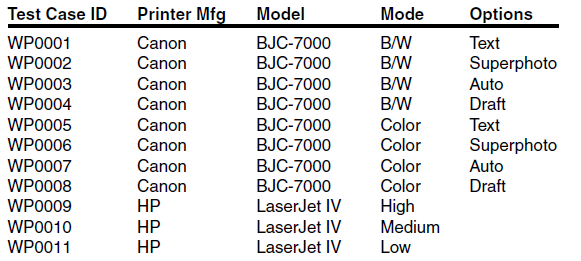 Test Case ID Printer Mfg Model Mode Options
WP0001 Canon BJC-7000 B/W Text
WP0002 Canon BJC-7000 B/W Superphoto
WP0003 Canon BJC-7000 B/W Auto
WP0004 Canon BJC-7000 B/W Draft
WP0005 Canon BJC-7000 Color Text
WP0006 Canon BJC-7000 Color Superphoto
WP0007 Canon BJC-7000 Color Auto
WP0008 Canon BJC-7000 Color Draft
WP0009 HP LaserJet IV High
WP0010 HP LaserJet IV Medium
WP0011 HP LaserJet IV Low